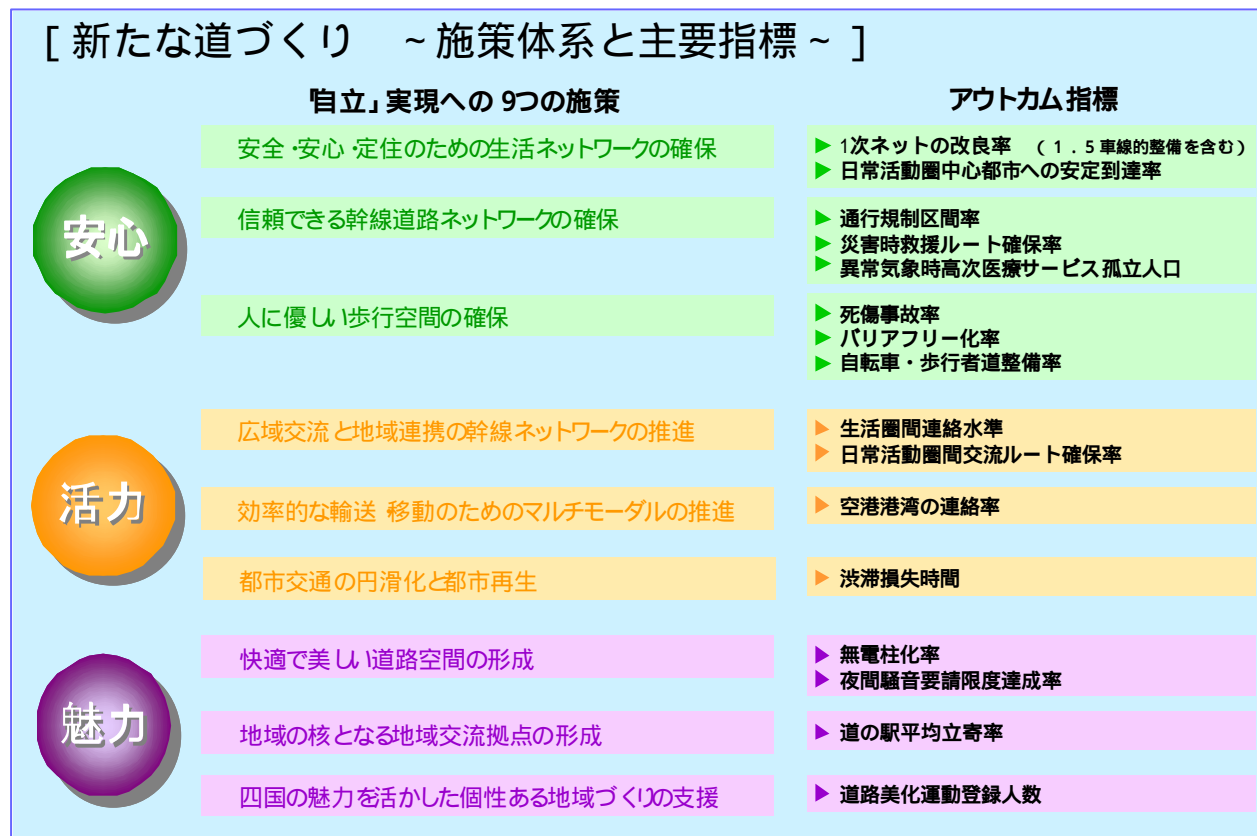 [ 新たな道づくり　~ 施策体系と主要指標 ~ ]
「自立」実現への 9つの施策
アウトカム指標
安心
安全・安心・定住のための生活ネットワークの確保
▶ 1次ネットの改良率 （１．５車線的整備を含む）
▶ 日常活動圏中心都市への安定到達率
信頼できる幹線道路ネットワークの確保
▶ 通行規制区間率
▶ 災害時救援ルート確保率
▶ 異常気象時高次医療サービス孤立人口
人に優しい歩行空間の確保
▶ 死傷事故率
▶ バリアフリー化率
▶ 自転車・歩行者道整備率
活力
広域交流と地域連携の幹線ネットワークの推進
▶ 生活圏間連絡水準
▶ 日常活動圏間交流ルート確保率
効率的な輸送・移動のためのマルチモーダルの推進
▶ 空港港湾の連絡率
都市交通の円滑化と都市再生
▶ 渋滞損失時間
魅力
快適で美しい道路空間の形成
▶ 無電柱化率
▶ 夜間騒音要請限度達成率
地域の核となる地域交流拠点の形成
▶ 道の駅平均立寄率
四国の魅力を活かした個性ある地域づくりの支援
▶ 道路美化運動登録人数